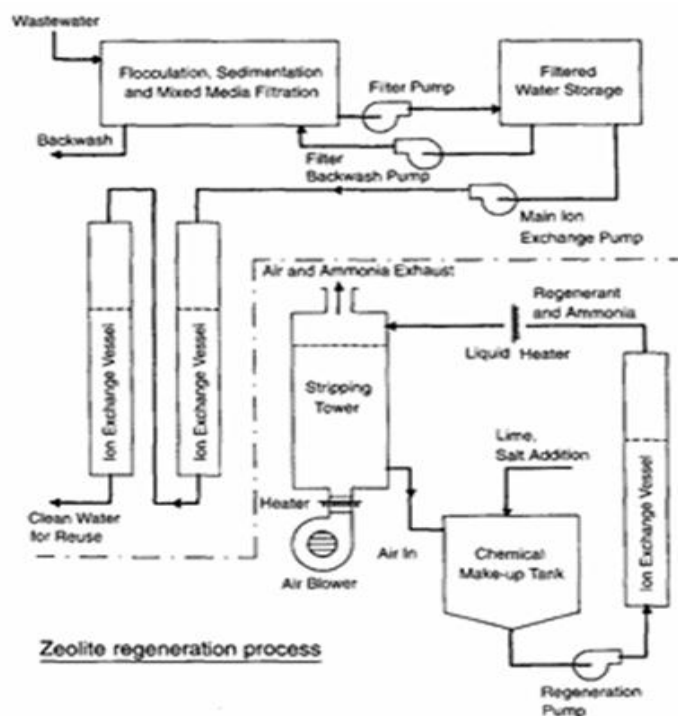 Wastewater
Flocculation, Sedimentation
and Mixed Media Filtration
Filter Pump
Filtered
Water Storage
Backwash
Filter
Backwash Pump
Main Ion
Exchange Pump
Ion Exchange Vessel
Ion Exchange Vessel
Air and Ammonia Exhaust
Regenerant
and Ammonia
Liquid Heater
Stripping
Tower
Lime,
Salt Addition
Ion Exchange Vessel
Clean Water
for Reuse
Heater
Air In
Air Blower
Chemical
Make-up Tank
Zeolite regeneration process
Regeneration
Pump